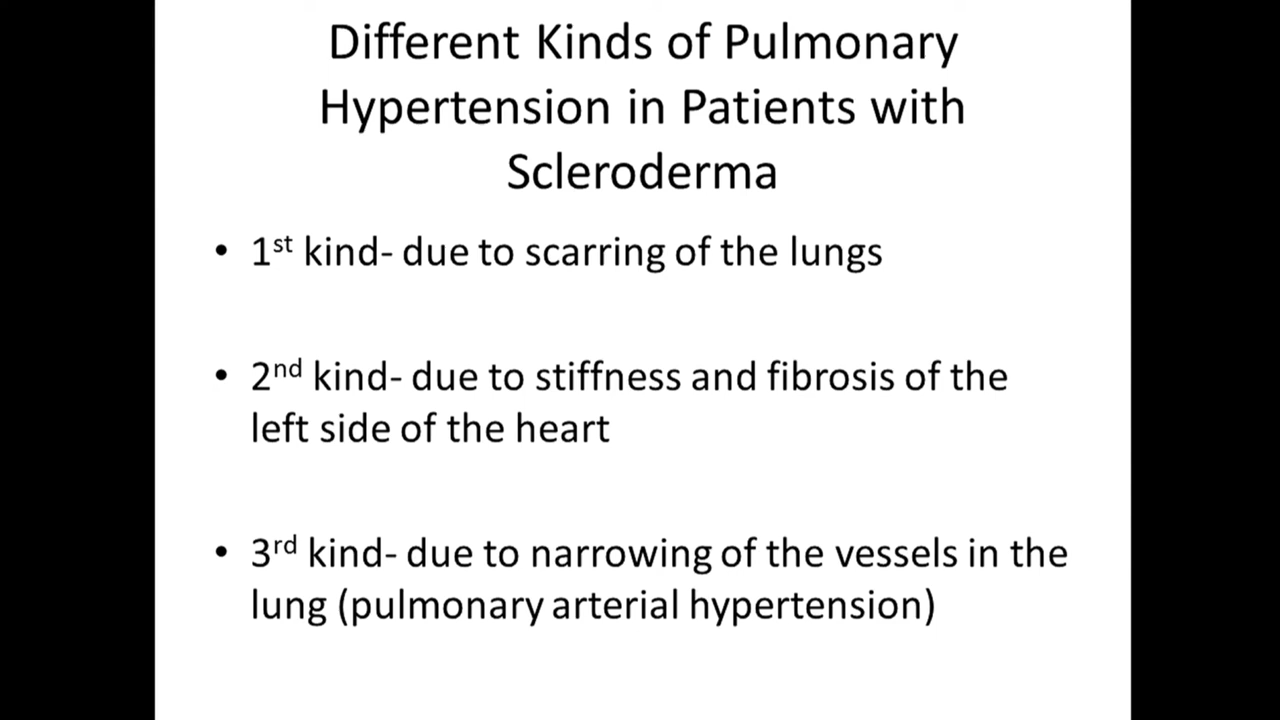 Different Kinds of Pulmonary
Hypertension in Patients with
Scleroderma
• 1st kind- due to scarring of the lungs
• 2nd kind- due to stiffness and fibrosis of the
left side of the heart
• 3rd kind- due to narrowing of the vessels in the
lung (pulmonary arterial hypertension)